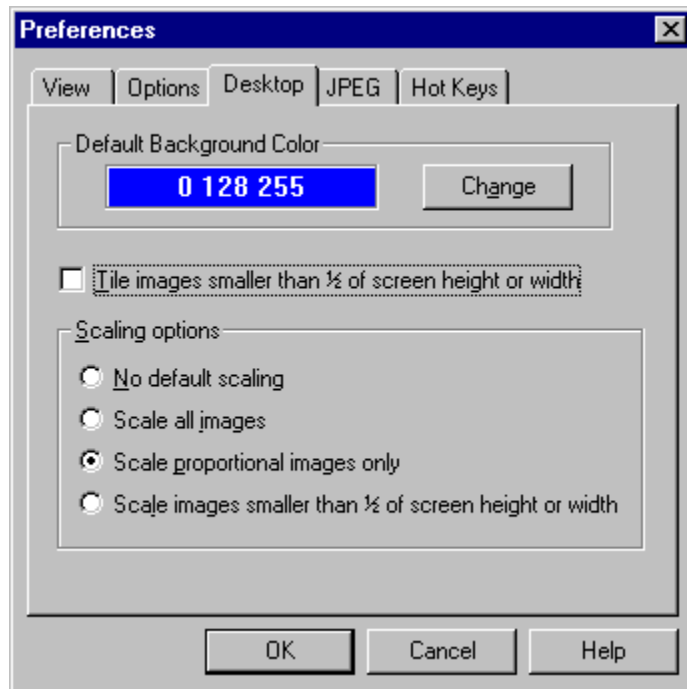 Preferences
View Options Desktop JPEG Hot Keys
Default Background Color
0 128 255 Change
Tile images smaller than ½ of screen height or width
Scaling options
No default scaling
Scale all images
Scale proportional images only
Scale images smaller than ½ of screen height or width
OK Cancel Help